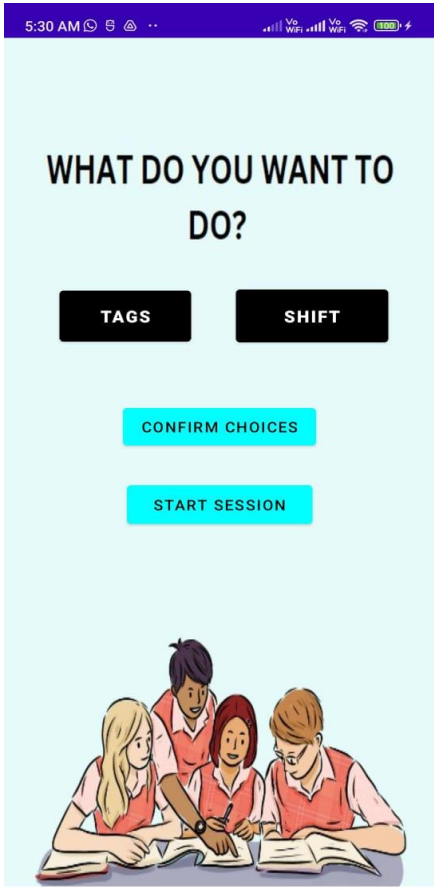 5:30 AM
Vo WiFi Vo WiFi 100
WHAT DO YOU WANT TO
DO?
TAGS SHIFT
CONFIRM CHOICES
START SESSION